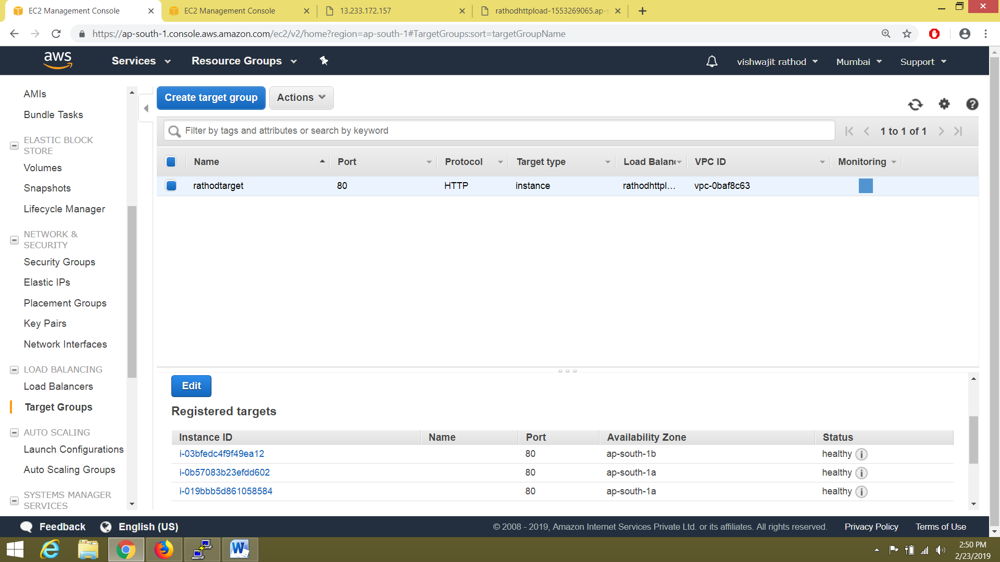 EC2 Management Console
EC2 Management Console
13.233.172.157
rathodhttpload-1553269065.ap-s
https://ap-south-1.console.aws.amazon.com/ec2/v2/home?region=ap-south-1#TargetGroups:sort=targetGroupName
aws Services Resource Groups vishwajit rathod Mumbai Support
AMIs
Bundle Tasks
ELASTIC BLOCK
STORE
Volumes
Snapshots
Lifecycle Manager
NETWORK &
SECURITY
Security Groups
Elastic IPs
Placement Groups
Key Pairs
Network Interfaces
LOAD BALANCING
Load Balancers
Target Groups
AUTO SCALING
Launch Configurations
Auto Scaling Groups
SYSTEMS MANAGER
SERVICES
Create target group Actions
Filter by tags and attributes or search by keyword 1 to 1 of 1
Name Port Protocol Target type Load Balan VPC ID Monitoring
rathodtarget 80 HTTP instance rathodhttpl... vpc-0baf8c63
Edit
Registered targets
Instance ID Name Port Availability Zone Status
i-03bfedc4f9f49ea12 80 ap-south-1b healthy
i-0b57083b23efdd602 80 ap-south-1a healthy
i-019bbb5d861058584 80 ap-south-1a healthy
Feedback English (US) © 2008 - 2019, Amazon Internet Services Private Ltd. or its affiliates. All rights reserved. Privacy Policy Terms of Use
2:50 PM
2/23/2019